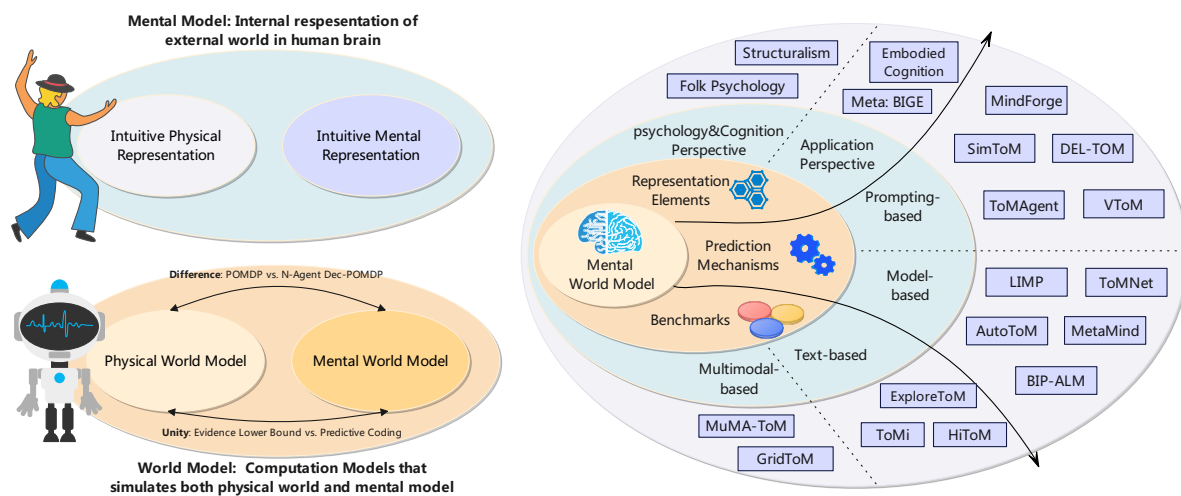 Mental Model: Internal respesentation of
external world in human brain
Intuitive Physical
Representation
Intuitive Mental
Representation
Difference: POMDP vs. N-Agent Dec-POMDP
Physical World Model
Mental World Model
Unity: Evidence Lower Bound vs. Predictive Coding
World Model:  Computation Models that
simulates both physical world and mental model
Structuralism
Folk Psychology
Embodied
Cognition
Meta: BIGE
psychology&Cognition
Perspective
Application
Perspective
Representation
Elements
Mental
World Model
Prediction
Mechanisms
Benchmarks
Prompting-
based
Model-
based
Text-based
Multimodal-
based
MindForge
SimToM
DEL-TOM
ToMAgent
VToM
LIMP
ToMNet
AutoToM
MetaMind
BIP-ALM
ExploreToM
ToMi
HiToM
MuMA-ToM
GridToM